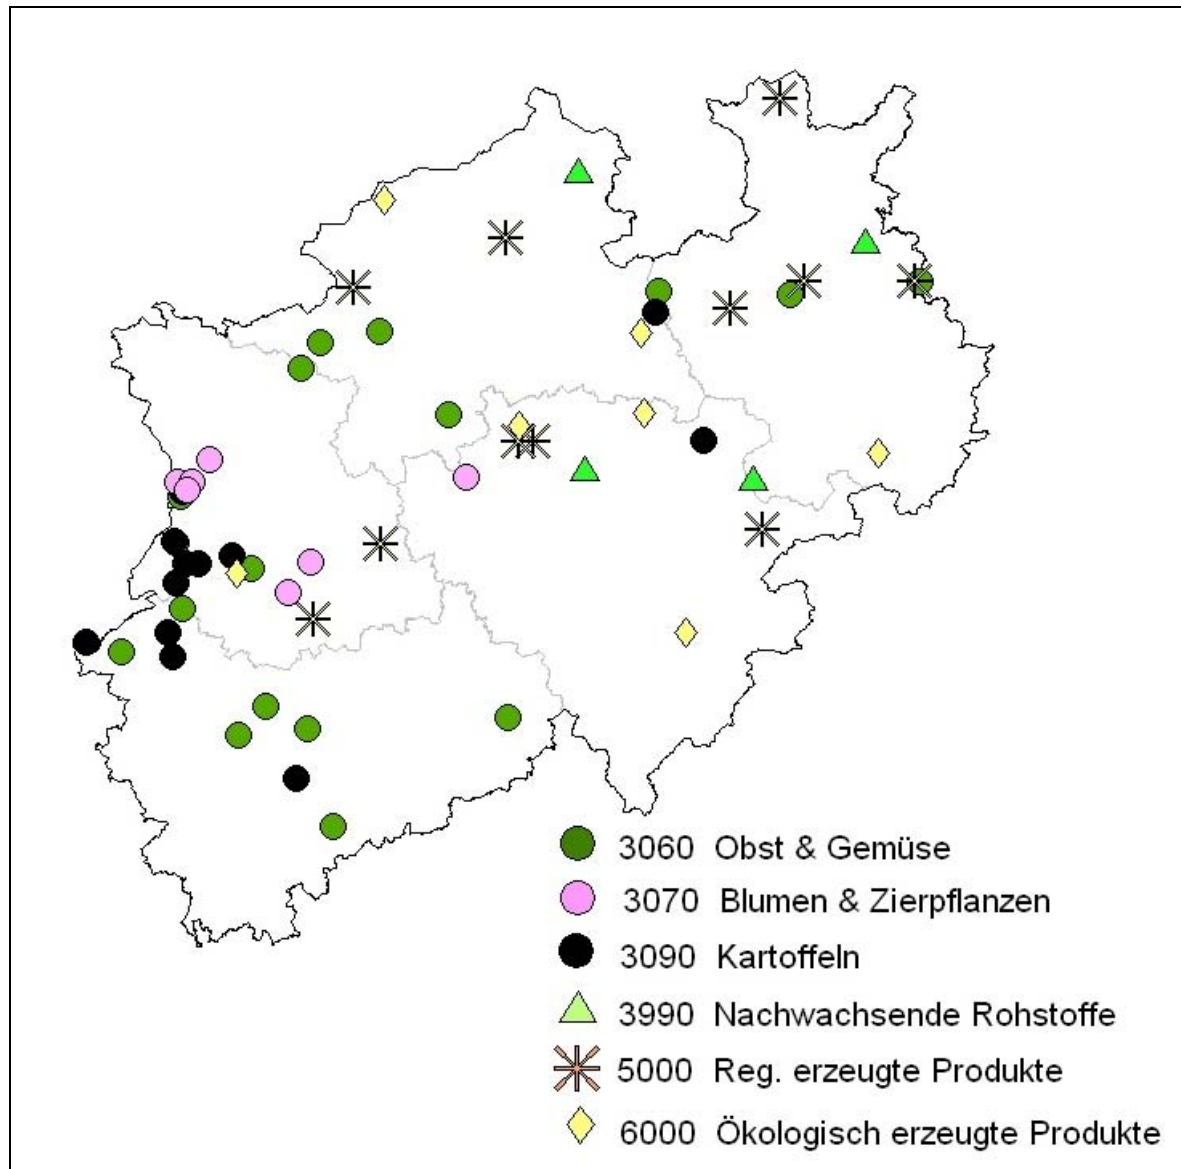 3060 Obst & Gemüse
3070 Blumen & Zierpflanzen
3090 Kartoffeln
3990 Nachwachsende Rohstoffe
5000 Reg. erzeugte Produkte
6000 Ökologisch erzeugte Produkte